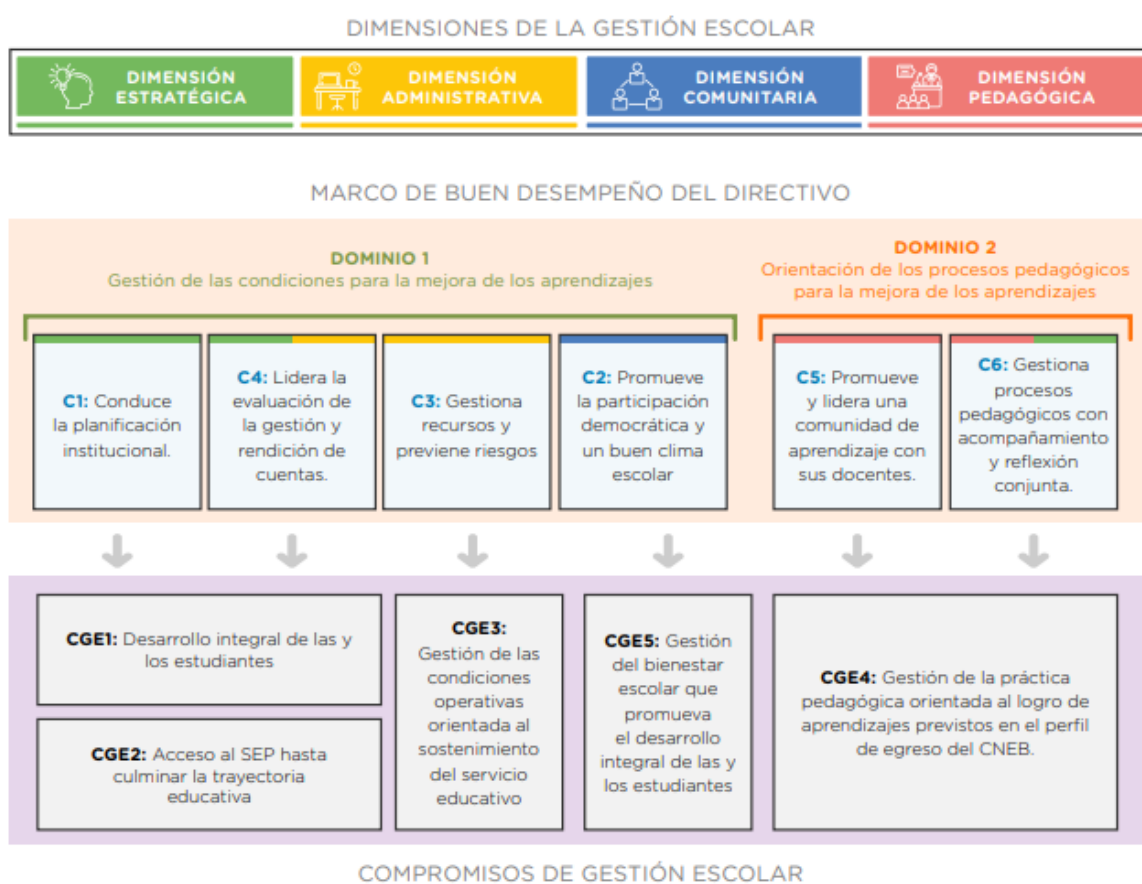 DIMENSIONES DE LA GESTIÓN ESCOLAR
DIMENSIÓN
ESTRATÉGICA
DIMENSIÓN
ADMINISTRATIVA
DIMENSIÓN
COMUNITARIA
DIMENSIÓN
PEDAGÓGICA
MARCO DE BUEN DESEMPEÑO DEL DIRECTIVO
DOMINIO 1
Gestión de las condiciones para la mejora de los aprendizajes
DOMINIO 2
Orientación de los procesos pedagógicos
para la mejora de los aprendizajes
C1: Conduce
la planificación
institucional.
C4: Lidera la
evaluación de
la gestión y
rendición de
cuentas.
C3: Gestiona
recursos y
previene riesgos
C2: Promueve
la participación
democrática y
un buen clima
escolar
C5: Promueve
y lidera una
comunidad de
aprendizaje con
sus docentes.
C6: Gestiona
procesos
pedagógicos con
acompañamiento
y reflexión
conjunta.
CGE1: Desarrollo integral de las y
los estudiantes
CGE2: Acceso al SEP hasta
culminar la trayectoria
educativa
CGE3:
Gestión de las
condiciones
operativas
orientada al
sostenimiento
del servicio
educativo
CGE5: Gestión
del bienestar
escolar que
promueva
el desarrollo
integral de las y
los estudiantes
CGE4: Gestión de la práctica
pedagógica orientada al logro de
aprendizajes previstos en el perfil
de egreso del CNEB.
COMPROMISOS DE GESTIÓN ESCOLAR